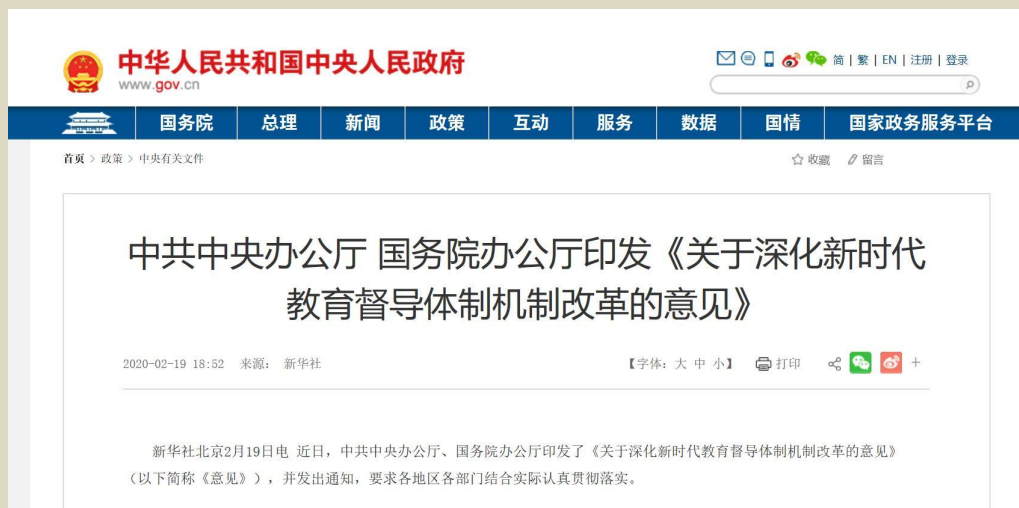 中华人民共和国中央人民政府
www.gov.cn
简 | 繁 | EN | 注册 | 登录
国务院 总理 新闻 政策 互动 服务 数据 国情 国家政务服务平台
首页 > 政策 > 中央有关文件 收藏 留言
中共中央办公厅 国务院办公厅印发《关于深化新时代
教育督导体制机制改革的意见》
2020-02-19 18:52 来源: 新华社 【字体: 大 中 小】 打印
新华社北京2月19日电 近日，中共中央办公厅、国务院办公厅印发了《关于深化新时代教育督导体制机制改革的意见》
（以下简称《意见》），并发出通知，要求各地区各部门结合实际认真贯彻落实。